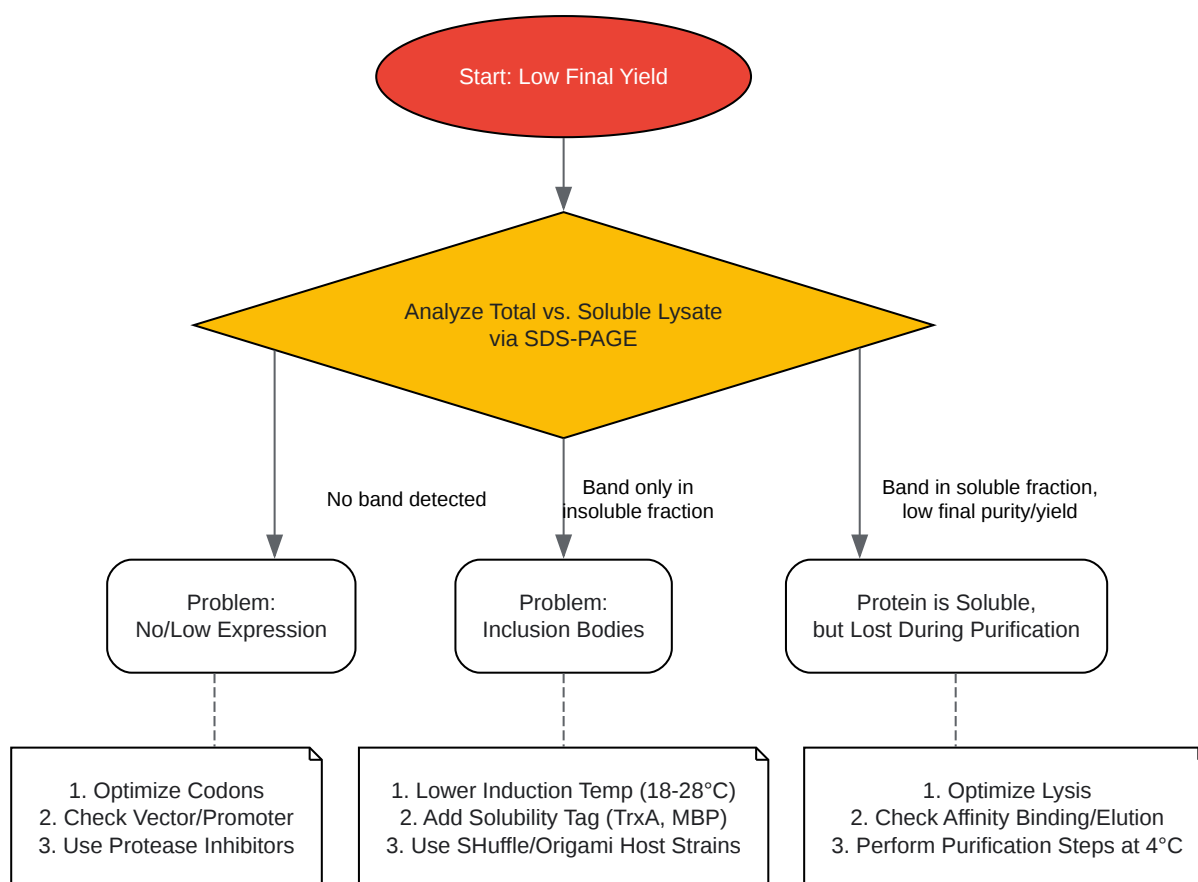 Start: Low Final Yield
Analyze Total vs. Soluble Lysate
via SDS-PAGE
No band detected
Band only in
insoluble fraction
Band in soluble fraction,
low final purity/yield
Problem:
No/Low Expression
Problem:
Inclusion Bodies
Protein is Soluble,
but Lost During Purification
1. Optimize Codons
2. Check Vector/Promoter
3. Use Protease Inhibitors
1. Lower Induction Temp (18-28°C)
2. Add Solubility Tag (TrxA, MBP)
3. Use SHuffle/Origami Host Strains
1. Optimize Lysis
2. Check Affinity Binding/Elution
3. Perform Purification Steps at 4°C